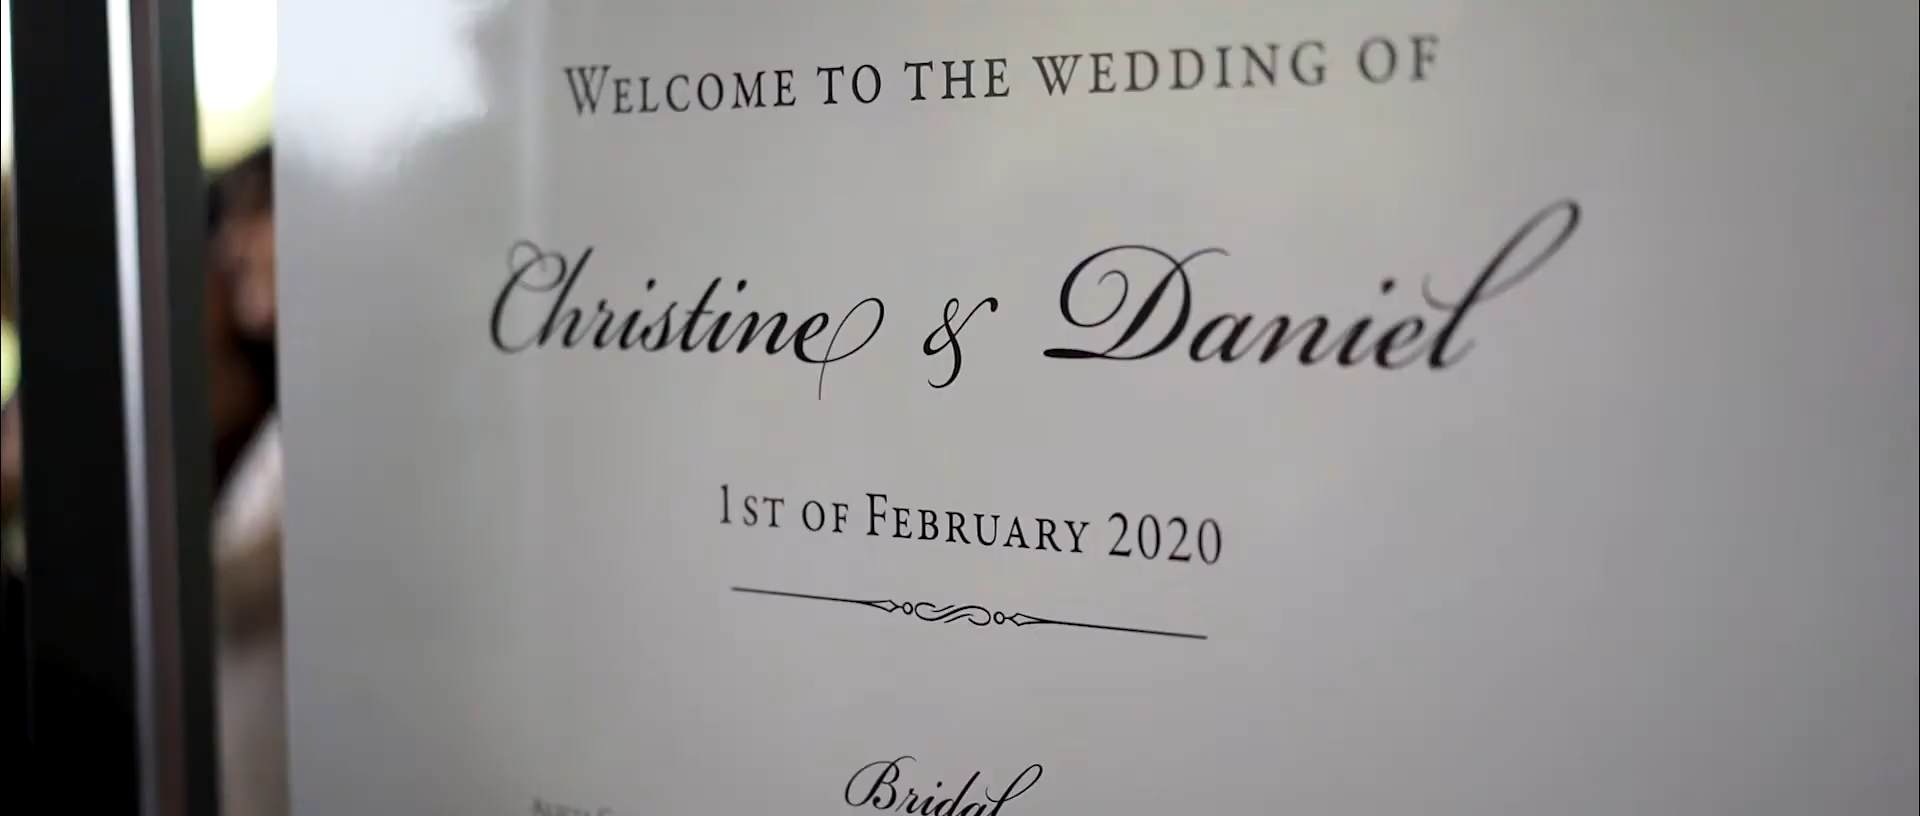 WELCOME TO THE WEDDING OF
Christine & Daniel
1ST OF FEBRUARY 2020
Bridal